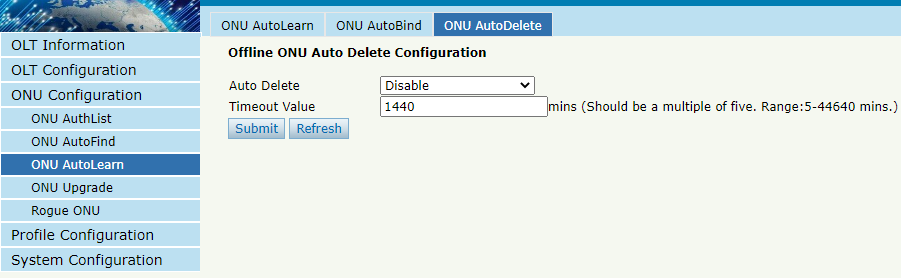 ONU AutoLearn ONU AutoBind ONU AutoDelete
OLT Information
OLT Configuration
ONU Configuration
ONU AuthList
ONU AutoFind
ONU AutoLearn
ONU Upgrade
Rogue ONU
Profile Configuration
System Configuration
Offline ONU Auto Delete Configuration
Auto Delete Disable
Timeout Value 1440 mins (Should be a multiple of five. Range:5-44640 mins.)
Submit Refresh